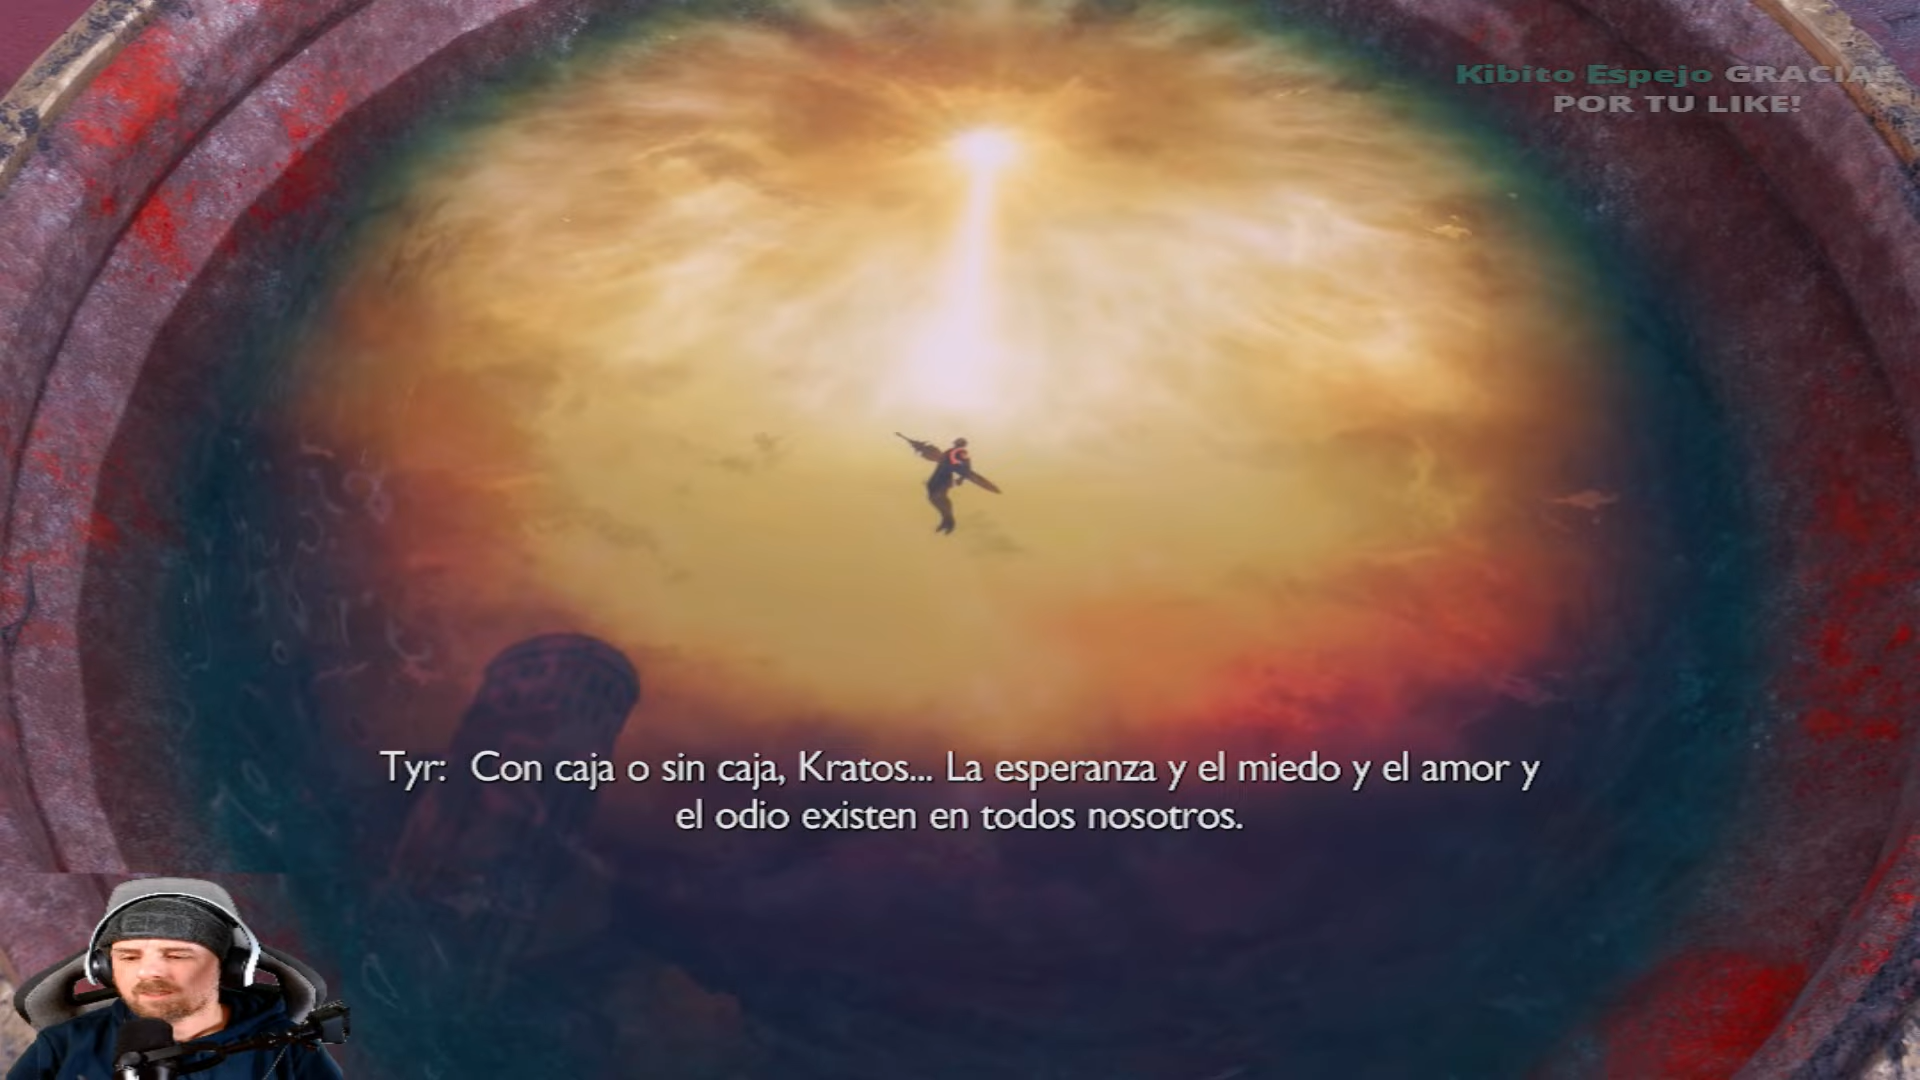 Kibito Espejo GRACIAS
POR TU LIKE!
Tyr: Con caja o sin caja, Kratos... La esperanza y el miedo y el amor y
el odio existen en todos nosotros.